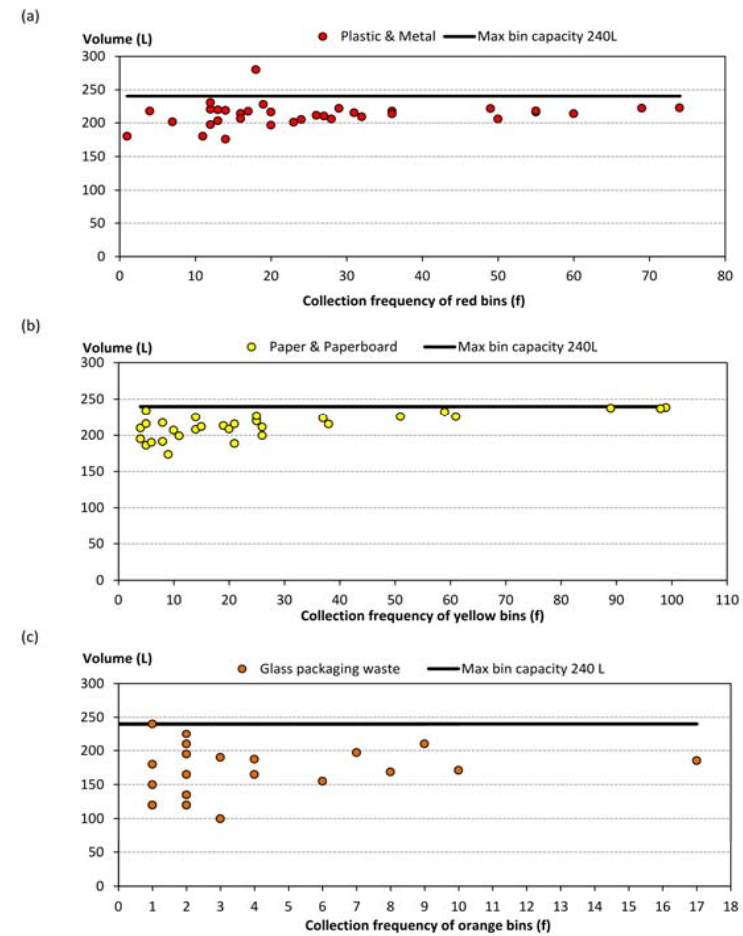 (a)
Volume (L)
Plastic & Metal Max bin capacity 240L
300
250
200
150
100
50
0
0 10 20 30 40 50 60 70 80
Collection frequency of red bins (f)
(b)
Volume (L)
Paper & Paperboard Max bin capacity 240L
300
250
200
150
100
50
0
0 10 20 30 40 50 60 70 80 90 100 110
Collection frequency of yellow bins (f)
(c)
Volume (L)
Glass packaging waste Max bin capacity 240 L
300
250
200
150
100
50
0
0 1 2 3 4 5 6 7 8 9 10 11 12 13 14 15 16 17 18
Collection frequency of orange bins (f)